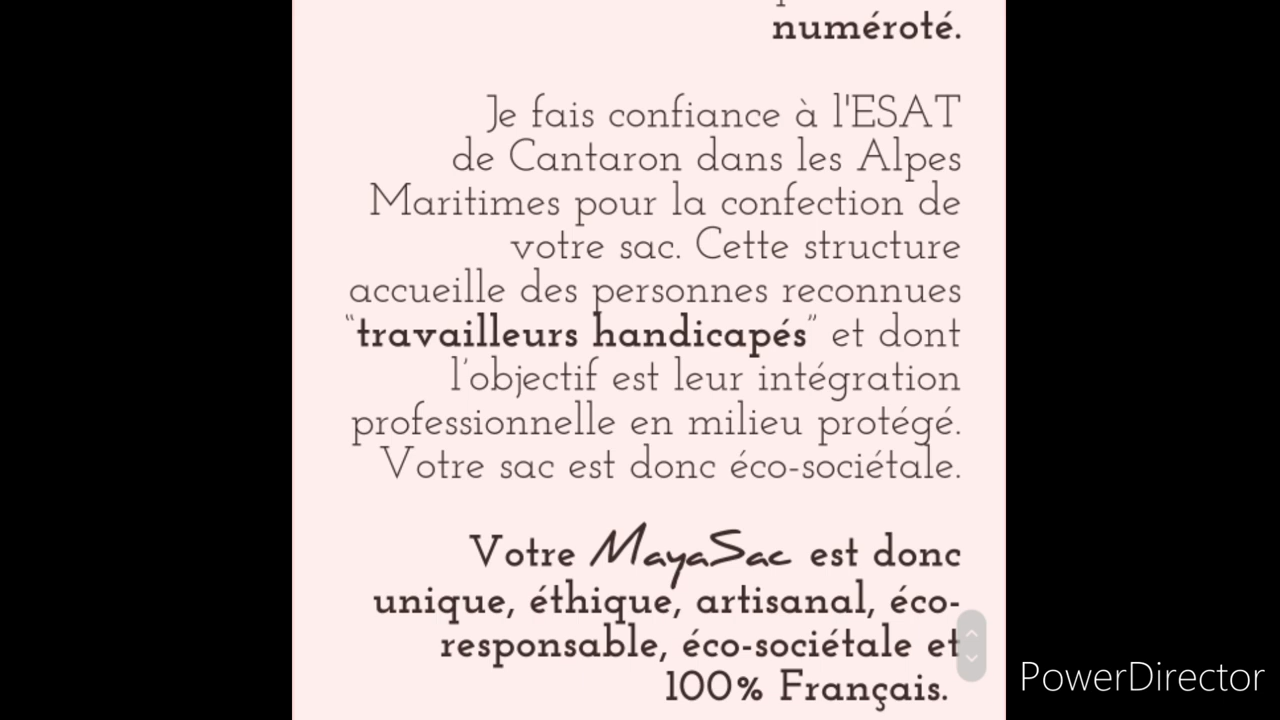 numéroté.
Je fais confiance à l'ESAT
de Cantaron dans les Alpes
Maritimes pour la confection de
votre sac. Cette structure
accueille des personnes reconnues
“travailleurs handicapés” et dont
l’objectif est leur intégration
professionnelle en milieu protégé.
Votre sac est donc éco-sociétale.
Votre MayaSac est donc
unique, éthique, artisanal, éco-
responsable, éco-sociétale et
100% Français.
PowerDirector